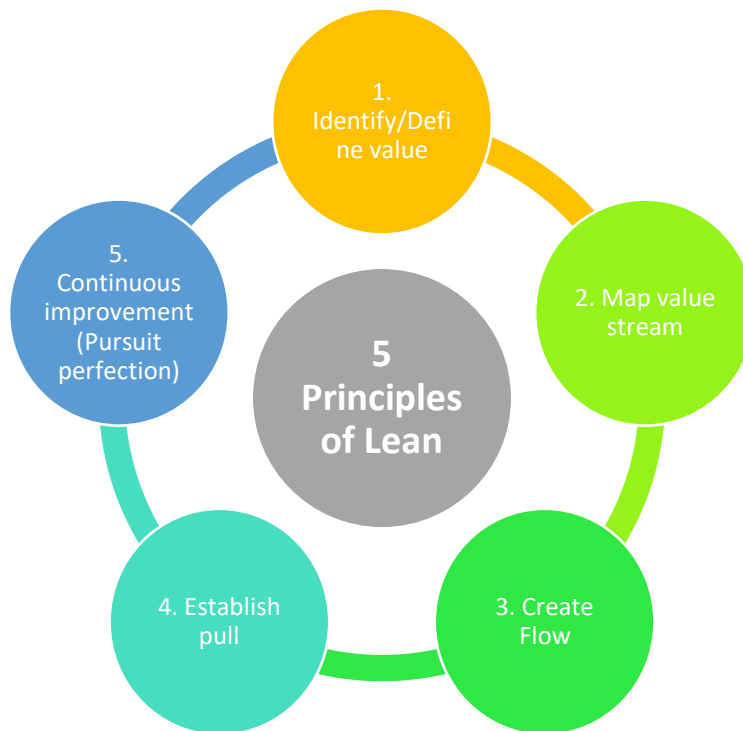 1.
Identify/Defi
ne value
2. Map value
stream
3. Create
Flow
4. Establish
pull
5.
Continuous
improvement
(Pursuit
perfection)
5
Principles
of Lean